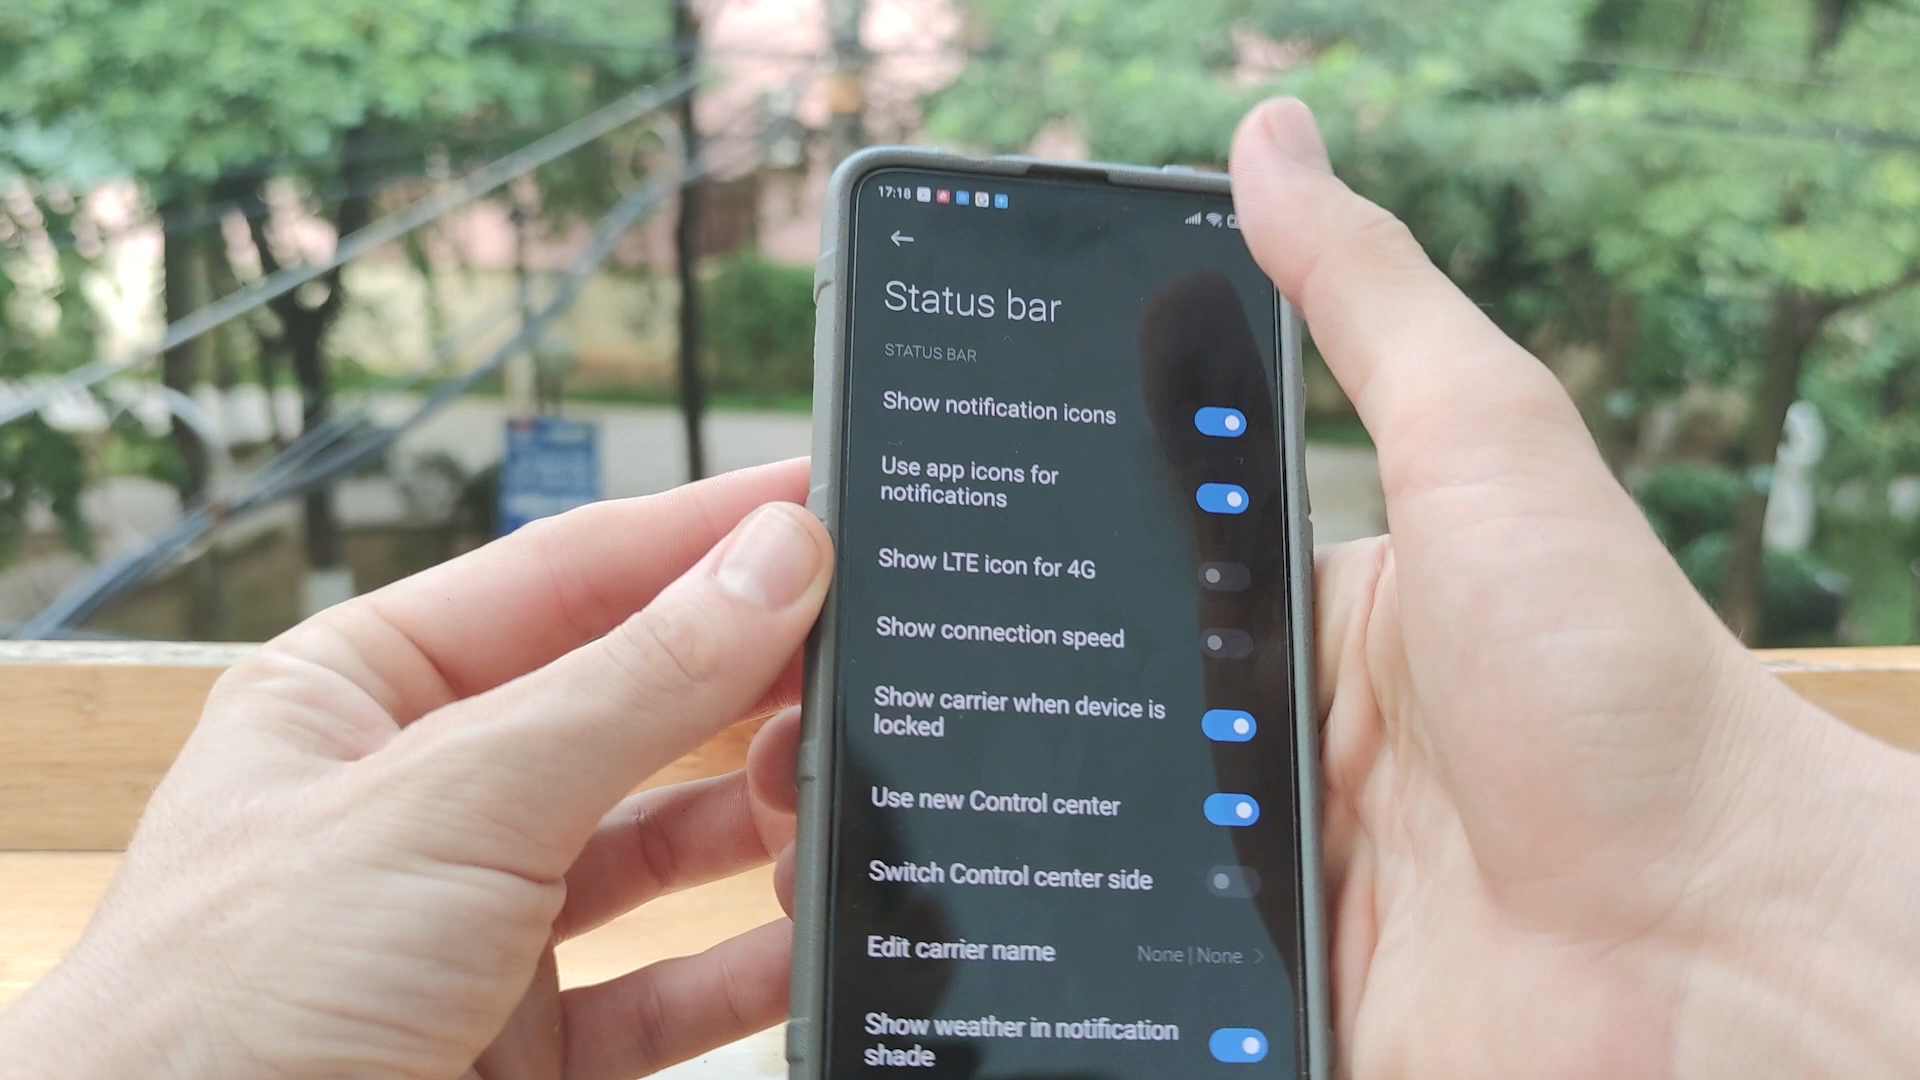 17:18
Status bar
STATUS BAR
Show notification icons
Use app icons for
notifications
Show LTE icon for 4G
Show connection speed
Show carrier when device is
locked
Use new Control center
Switch Control center side
Edit carrier name None | None
Show weather in notification
shade